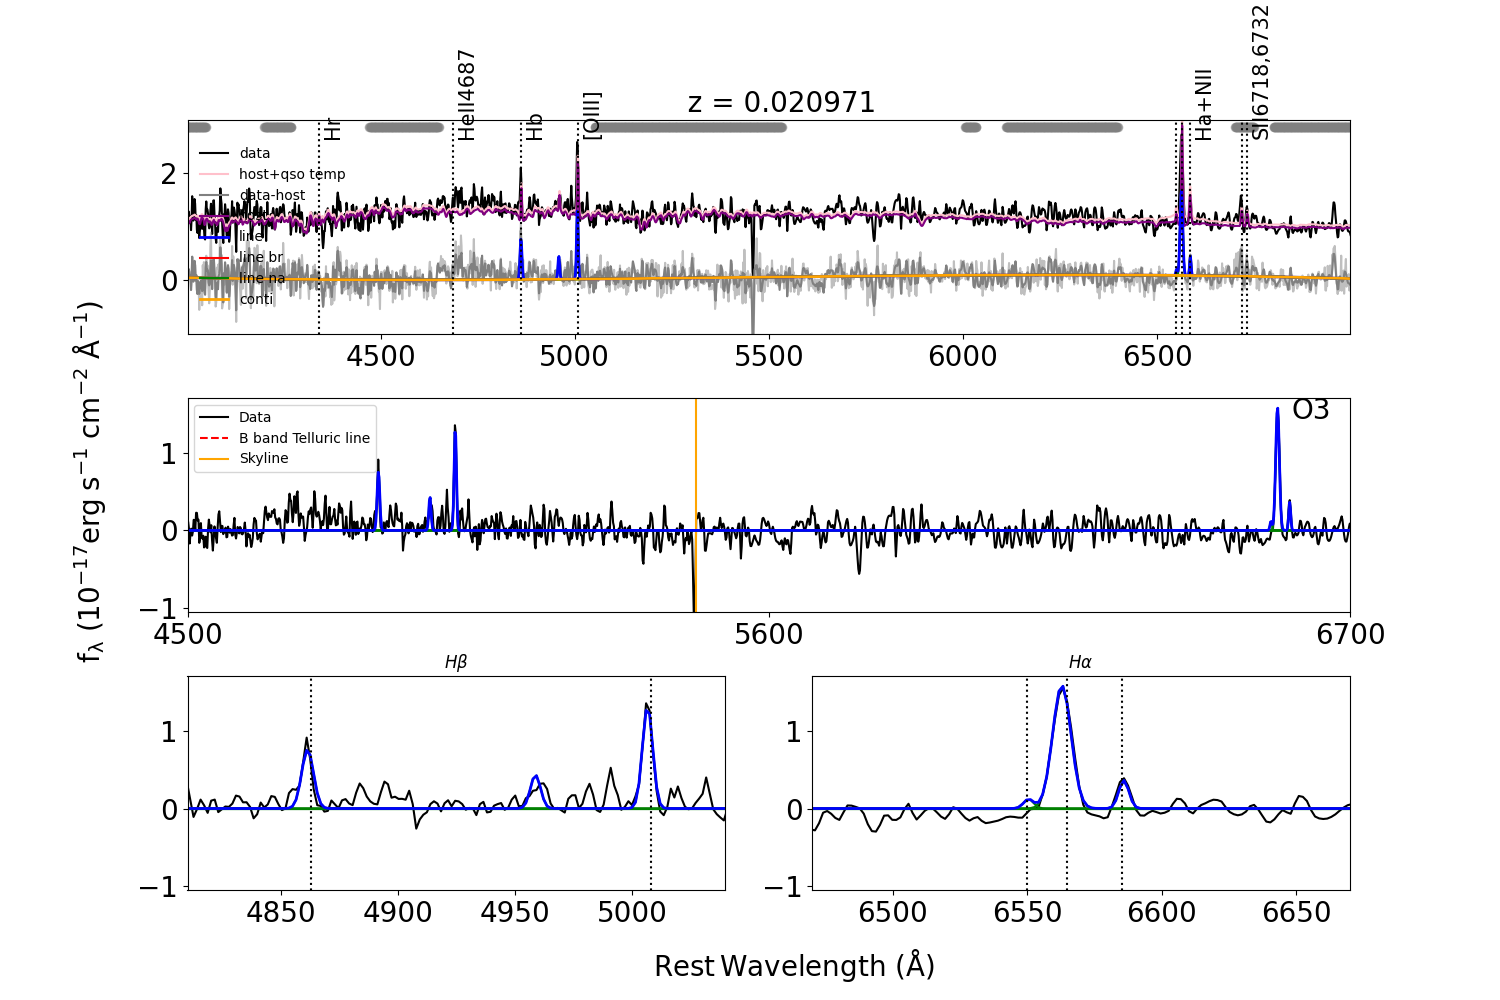 z = 0.020971
Hr
HeII4687
Hb
[OIII]
Ha+NII
SII6718,6732
data
host+qso temp
data-host
line
line br
line na
conti
2
0
4500 5000 5500 6000 6500
f_λ (10^−17 erg s^−1 cm^−2 Å^−1)
Data
B band Telluric line
Skyline
O3
1
0
−1
4500 5600 6700
Hβ
Hα
1
0
−1
4850 4900 4950 5000
1
0
−1
6500 6550 6600 6650
Rest Wavelength (Å)